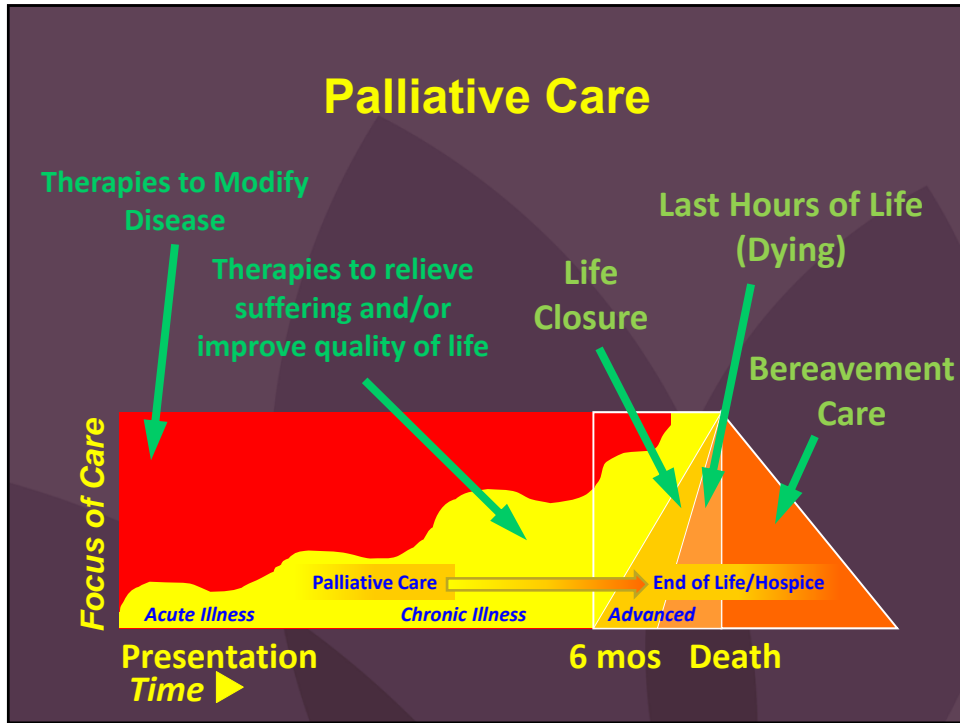 Palliative Care
Therapies to Modify
Disease
Therapies to relieve
suffering and/or
improve quality of life
Life
Closure
Last Hours of Life
(Dying)
Bereavement
Care
Focus of Care
Palliative Care
End of Life/Hospice
Acute Illness
Chronic Illness
Advanced
Presentation
6 mos
Death
Time